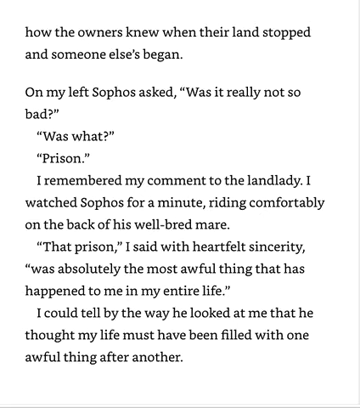 how the owners knew when their land stopped
and someone else's began.
On my left Sophos asked, “Was it really not so
bad?”
“Was what?”
“Prison.”
I remembered my comment to the landlady. I
watched Sophos for a minute, riding comfortably
on the back of his well-bred mare.
“That prison,” I said with heartfelt sincerity,
“was absolutely the most awful thing that has
happened to me in my entire life.”
I could tell by the way he looked at me that he
thought my life must have been filled with one
awful thing after another.